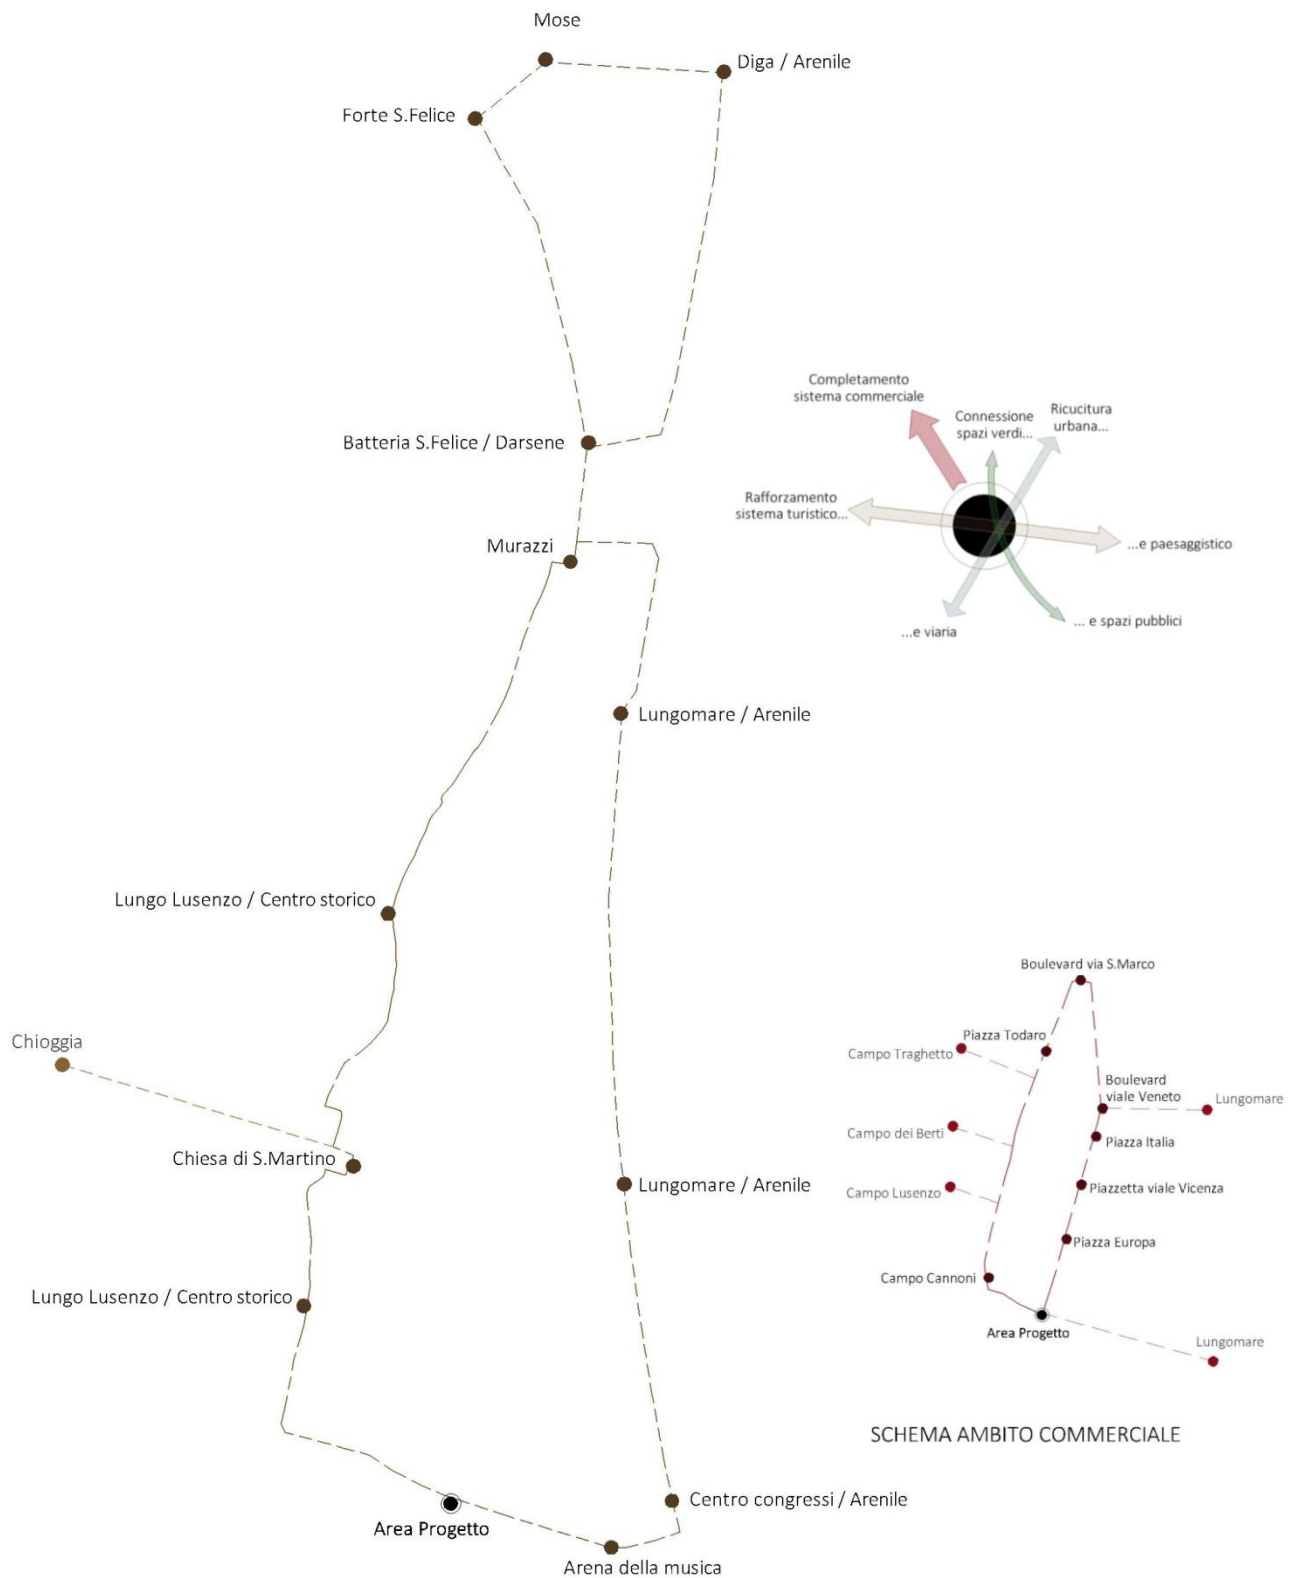 Mose
Diga / Arenile
Forte S.Felice
Batteria S.Felice / Darsene
Murazzi
Lungomare / Arenile
Lungo Lusenzo / Centro storico
Chioggia
Chiesa di S.Martino
Lungomare / Arenile
Lungo Lusenzo / Centro storico
Centro congressi / Arenile
Area Progetto
Arena della musica
Completamento
sistema commerciale
Connessione
spazi verdi...
Ricucitura
urbana...
Rafforzamento
sistema turistico...
...e paesaggistico
... e spazi pubblici
...e viaria
Boulevard via S.Marco
Piazza Todaro
Campo Traghetto
Boulevard
viale Veneto
Lungomare
Campo dei Berti
Piazza Italia
Campo Lusenzo
Piazzetta viale Vicenza
Piazza Europa
Campo Cannoni
Area Progetto
Lungomare
SCHEMA AMBITO COMMERCIALE